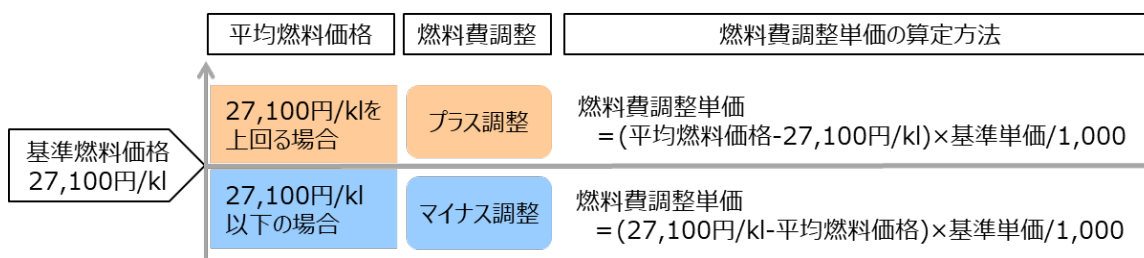 平均燃料価格
燃料費調整
燃料費調整単価の算定方法
基準燃料価格
27,100円/kl
27,100円/klを
上回る場合
プラス調整
燃料費調整単価
=(平均燃料価格-27,100円/kl)×基準単価/1,000
27,100円/kl
以下の場合
マイナス調整
燃料費調整単価
=(27,100円/kl-平均燃料価格)×基準単価/1,000